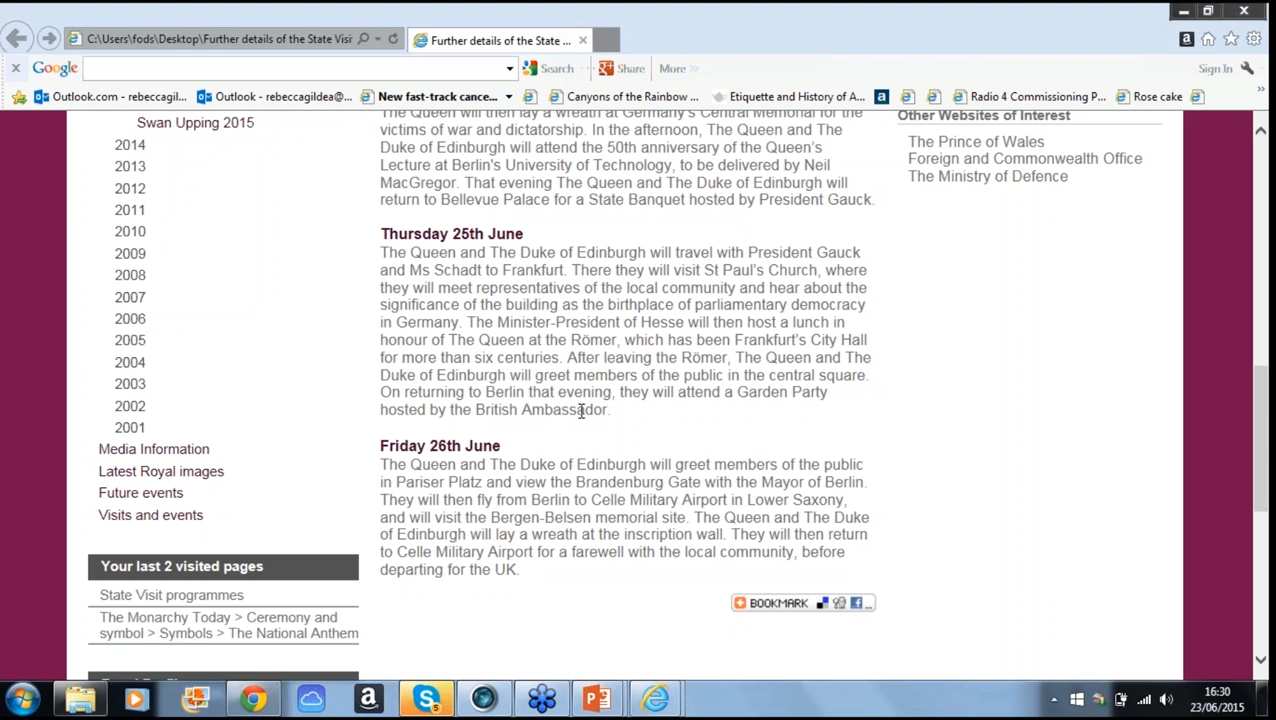 C:\Users\fods\Desktop\Further details of the State Visi
Further details of the State ...
Google
Search
Share
More »
Sign In
Outlook.com - rebeccagil...
Outlook - rebeccagildea@...
New fast-track cance...
Canyons of the Rainbow ...
Etiquette and History of A...
Radio 4 Commissioning P...
Rose cake
Swan Upping 2015
2014
2013
2012
2011
2010
2009
2008
2007
2006
2005
2004
2003
2002
2001
Media Information
Latest Royal images
Future events
Visits and events
Your last 2 visited pages
State Visit programmes
The Monarchy Today > Ceremony and
symbol > Symbols > The National Anthem
The Queen will then lay a wreath at Germany's Central Memorial for the
victims of war and dictatorship. In the afternoon, The Queen and The
Duke of Edinburgh will attend the 50th anniversary of the Queen's
Lecture at Berlin's University of Technology, to be delivered by Neil
MacGregor. That evening The Queen and The Duke of Edinburgh will
return to Bellevue Palace for a State Banquet hosted by President Gauck.
Thursday 25th June
The Queen and The Duke of Edinburgh will travel with President Gauck
and Ms Schadt to Frankfurt. There they will visit St Paul's Church, where
they will meet representatives of the local community and hear about the
significance of the building as the birthplace of parliamentary democracy
in Germany. The Minister-President of Hesse will then host a lunch in
honour of The Queen at the Römer, which has been Frankfurt's City Hall
for more than six centuries. After leaving the Römer, The Queen and The
Duke of Edinburgh will greet members of the public in the central square.
On returning to Berlin that evening, they will attend a Garden Party
hosted by the British Ambassador.
Friday 26th June
The Queen and The Duke of Edinburgh will greet members of the public
in Pariser Platz and view the Brandenburg Gate with the Mayor of Berlin.
They will then fly from Berlin to Celle Military Airport in Lower Saxony,
and will visit the Bergen-Belsen memorial site. The Queen and The Duke
of Edinburgh will lay a wreath at the inscription wall. They will then return
to Celle Military Airport for a farewell with the local community, before
departing for the UK.
BOOKMARK
Other Websites of Interest
The Prince of Wales
Foreign and Commonwealth Office
The Ministry of Defence
16:30
23/06/2015